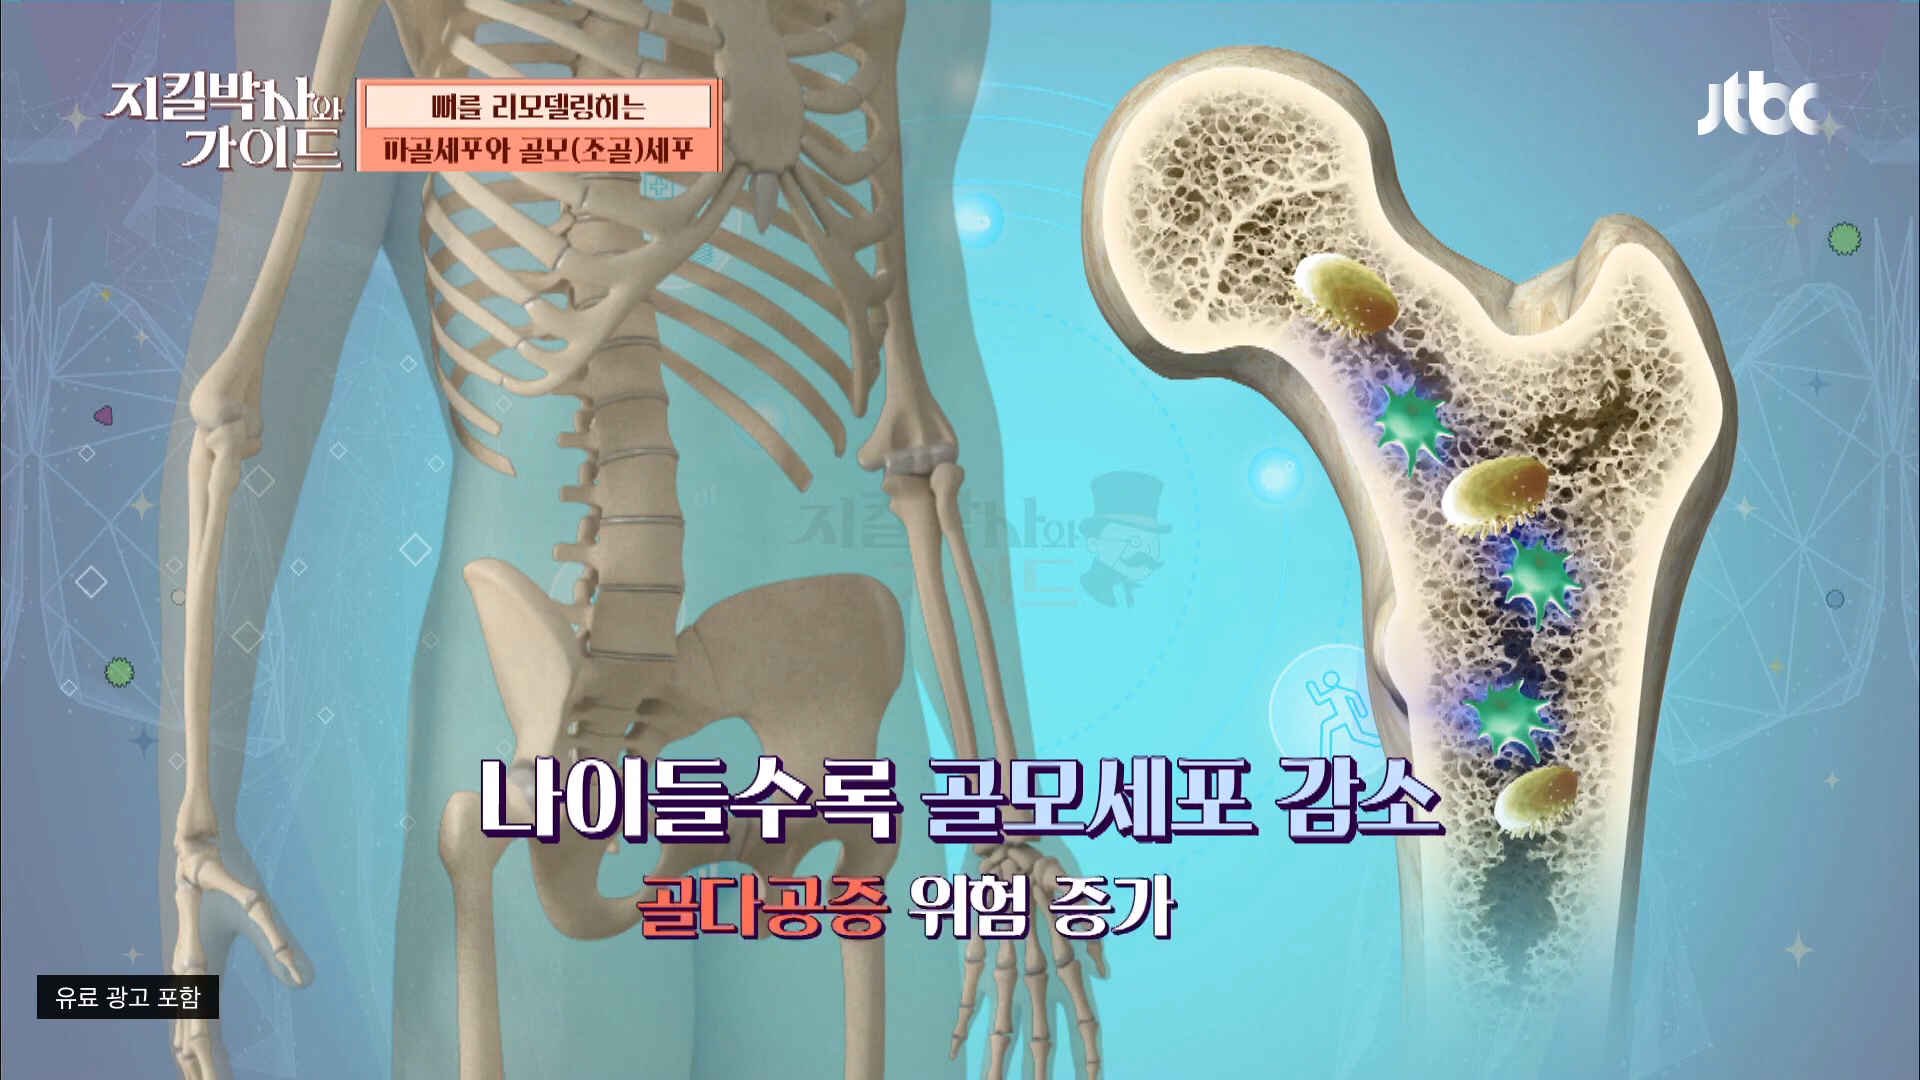 지킬박사와
가이드
뼈를 리모델링하는
파골세포와 골모(조골)세포
jtbc
지킬박사와
가이드
나이들수록 골모세포 감소
골다공증 위험 증가
유료 광고 포함